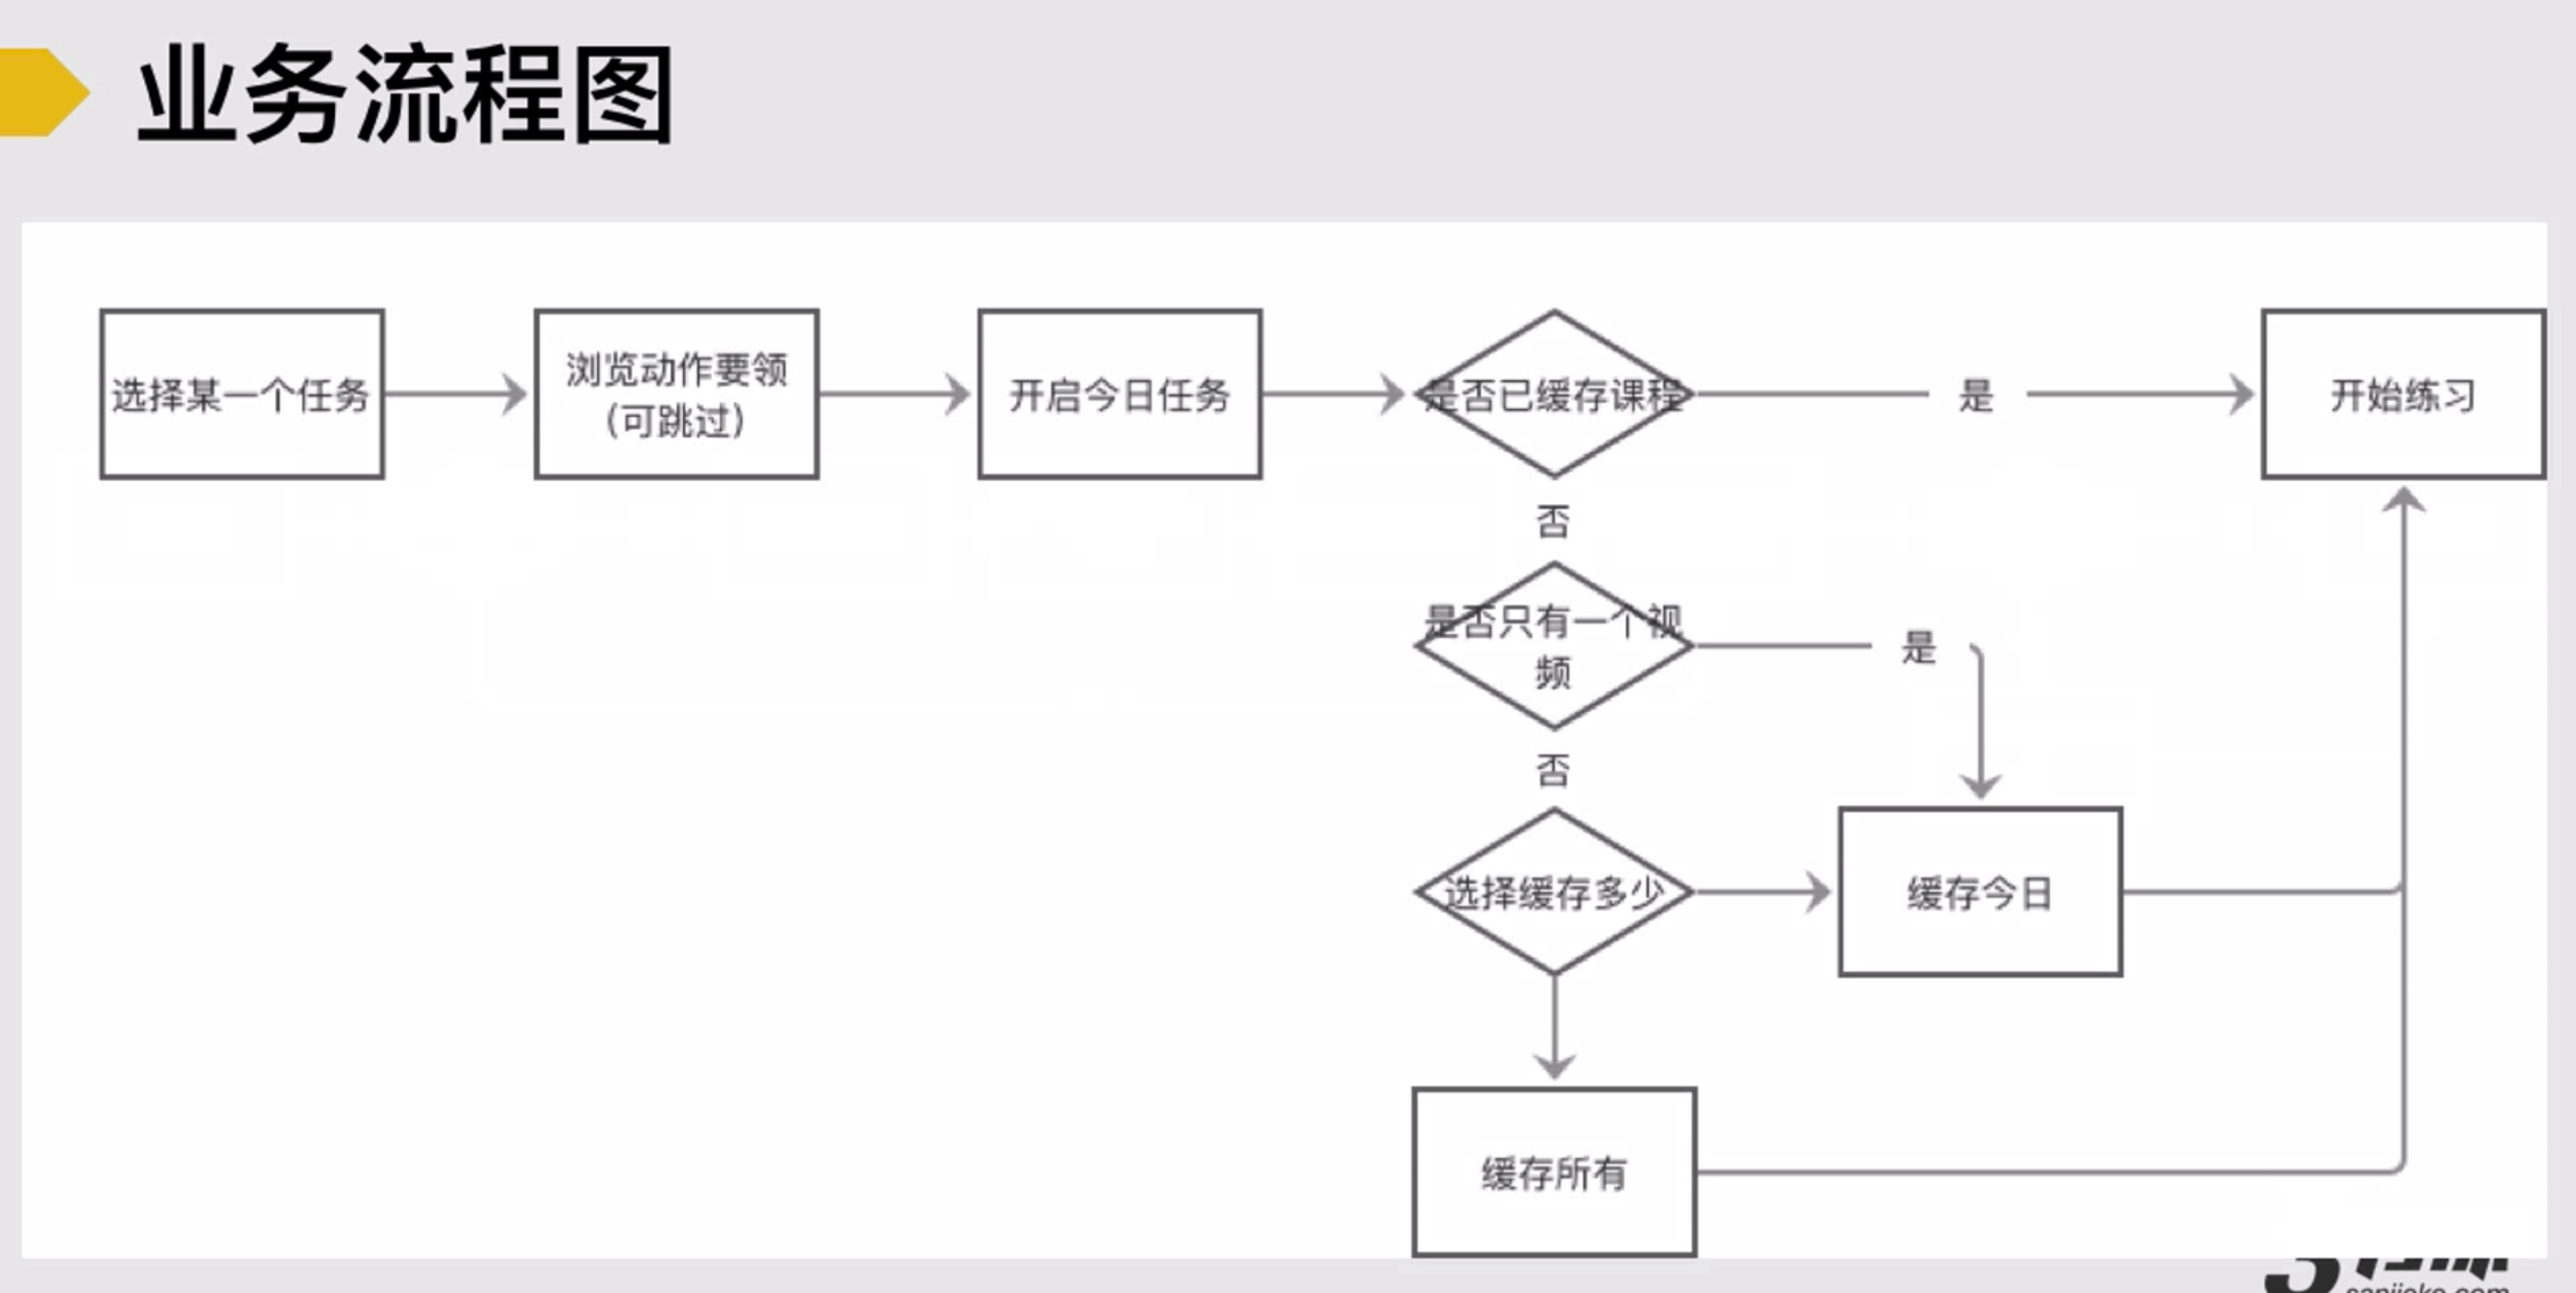 业务流程图
选择某一个任务
浏览动作要领
(可跳过)
开启今日任务
是否已缓存课程
是
开始练习
否
是否只有一个视
频
是
否
选择缓存多少
缓存今日
缓存所有